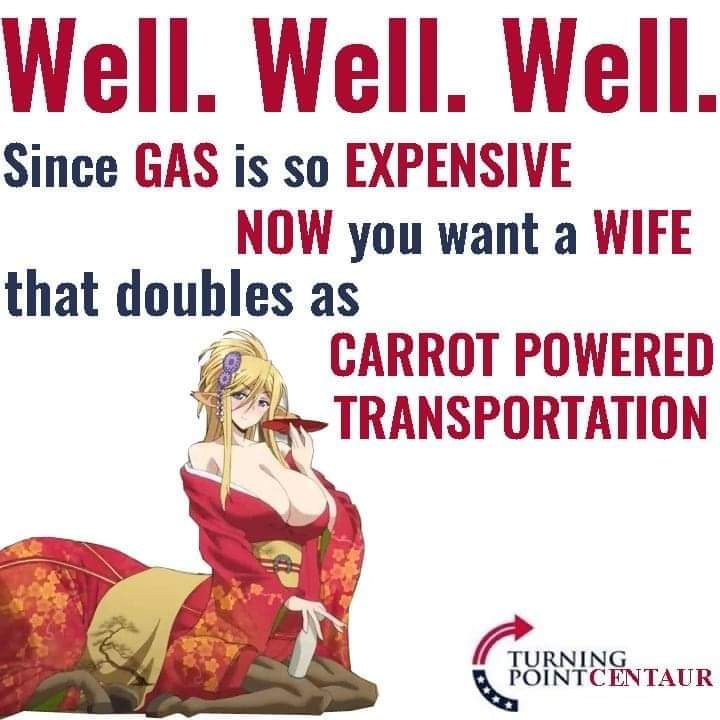 Well. Well. Well.
Since GAS is so EXPENSIVE
NOW you want a WIFE
that doubles as
CARROT POWERED
TRANSPORTATION
TURNING
POINTCENTAUR